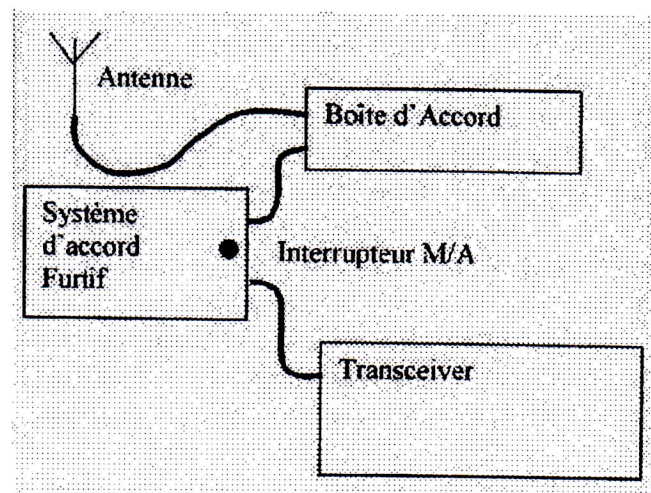 Antenne
Boîte d'Accord
Système
d'accord
Furtif
Interrupteur M/A
Transceiver